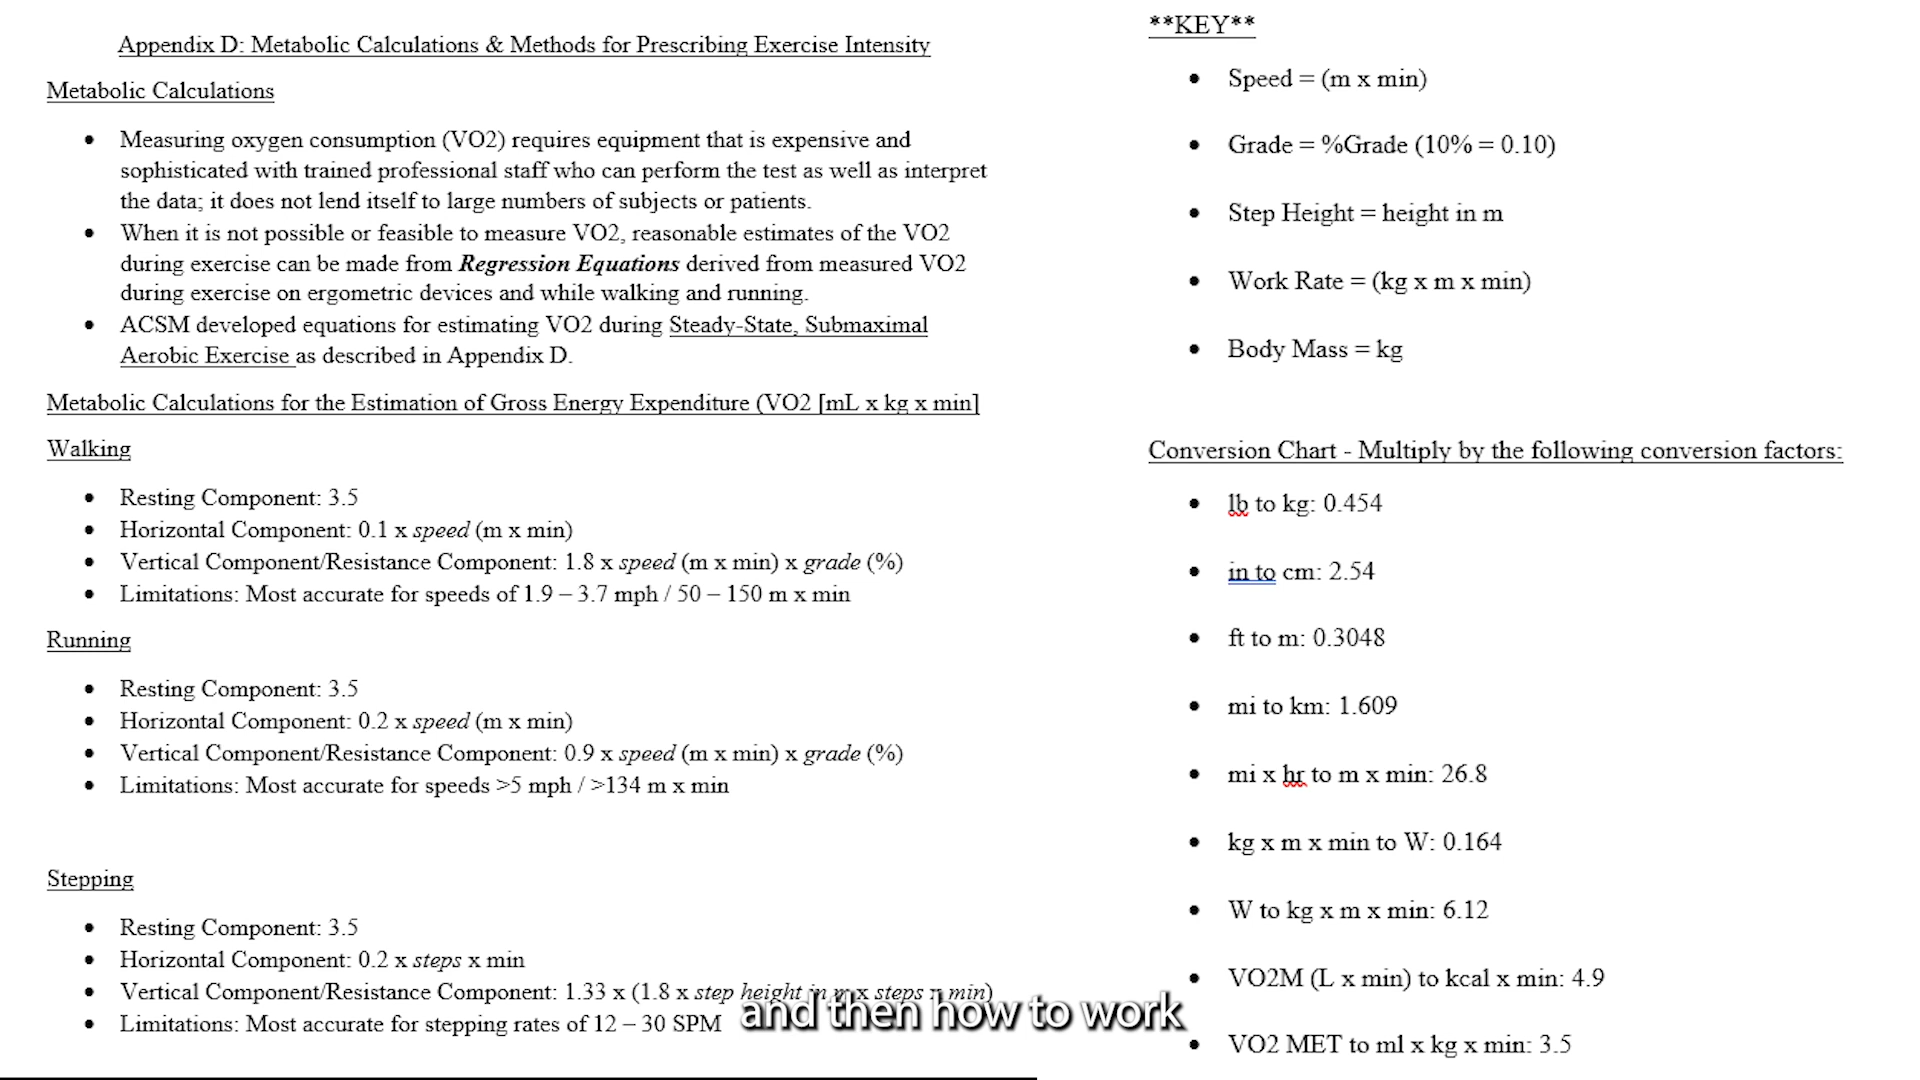 Appendix D: Metabolic Calculations & Methods for Prescribing Exercise Intensity
Metabolic Calculations
• Measuring oxygen consumption (VO2) requires equipment that is expensive and
sophisticated with trained professional staff who can perform the test as well as interpret
the data; it does not lend itself to large numbers of subjects or patients.
• When it is not possible or feasible to measure VO2, reasonable estimates of the VO2
during exercise can be made from Regression Equations derived from measured VO2
during exercise on ergometric devices and while walking and running.
• ACSM developed equations for estimating VO2 during Steady-State, Submaximal
Aerobic Exercise as described in Appendix D.
Metabolic Calculations for the Estimation of Gross Energy Expenditure (VO2 [mL x kg x min]
Walking
• Resting Component: 3.5
• Horizontal Component: 0.1 x speed (m x min)
• Vertical Component/Resistance Component: 1.8 x speed (m x min) x grade (%)
• Limitations: Most accurate for speeds of 1.9 – 3.7 mph / 50 – 150 m x min
Running
• Resting Component: 3.5
• Horizontal Component: 0.2 x speed (m x min)
• Vertical Component/Resistance Component: 0.9 x speed (m x min) x grade (%)
• Limitations: Most accurate for speeds >5 mph / >134 m x min
Stepping
• Resting Component: 3.5
• Horizontal Component: 0.2 x steps x min
• Vertical Component/Resistance Component: 1.33 x (1.8 x step height in m x steps x min)
• Limitations: Most accurate for stepping rates of 12 – 30 SPM
**KEY**
• Speed = (m x min)
• Grade = %Grade (10% = 0.10)
• Step Height = height in m
• Work Rate = (kg x m x min)
• Body Mass = kg
Conversion Chart - Multiply by the following conversion factors:
• lb to kg: 0.454
• in to cm: 2.54
• ft to m: 0.3048
• mi to km: 1.609
• mi x hr to m x min: 26.8
• kg x m x min to W: 0.164
• W to kg x m x min: 6.12
• VO2M (L x min) to kcal x min: 4.9
• VO2 MET to ml x kg x min: 3.5
and then how to work